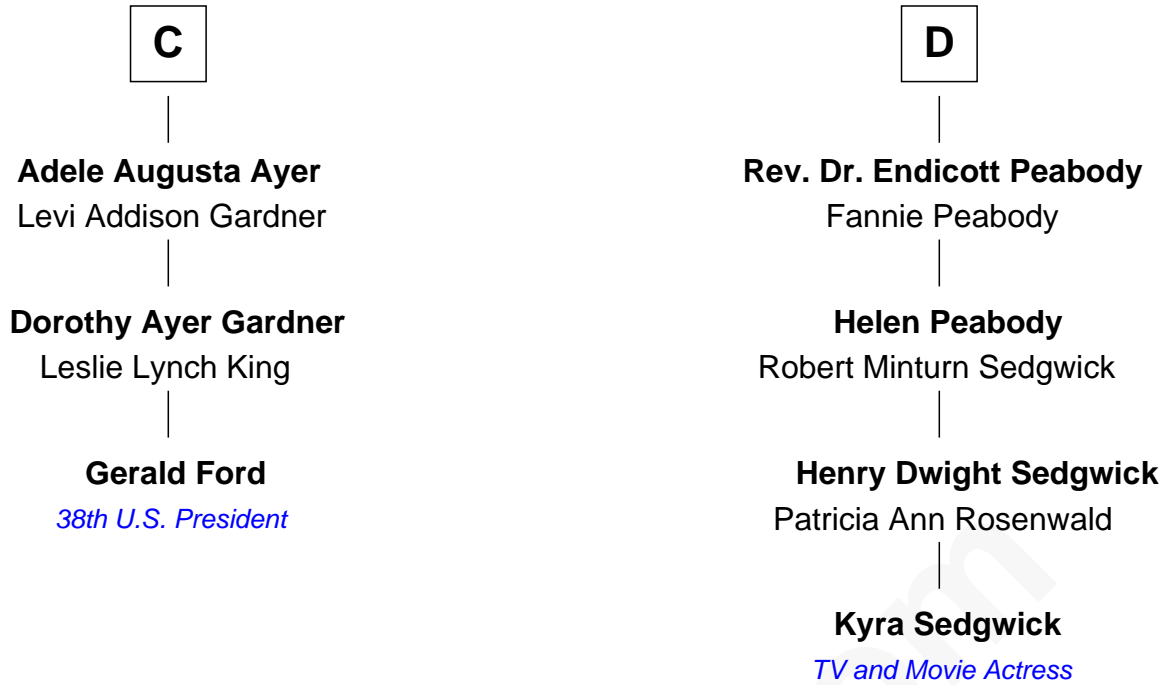 C
Adele Augusta Ayer
Levi Addison Gardner
Dorothy Ayer Gardner
Leslie Lynch King
Gerald Ford
38th U.S. President
D
Rev. Dr. Endicott Peabody
Fannie Peabody
Helen Peabody
Robert Minturn Sedgwick
Henry Dwight Sedgwick
Patricia Ann Rosenwald
Kyra Sedgwick
TV and Movie Actress